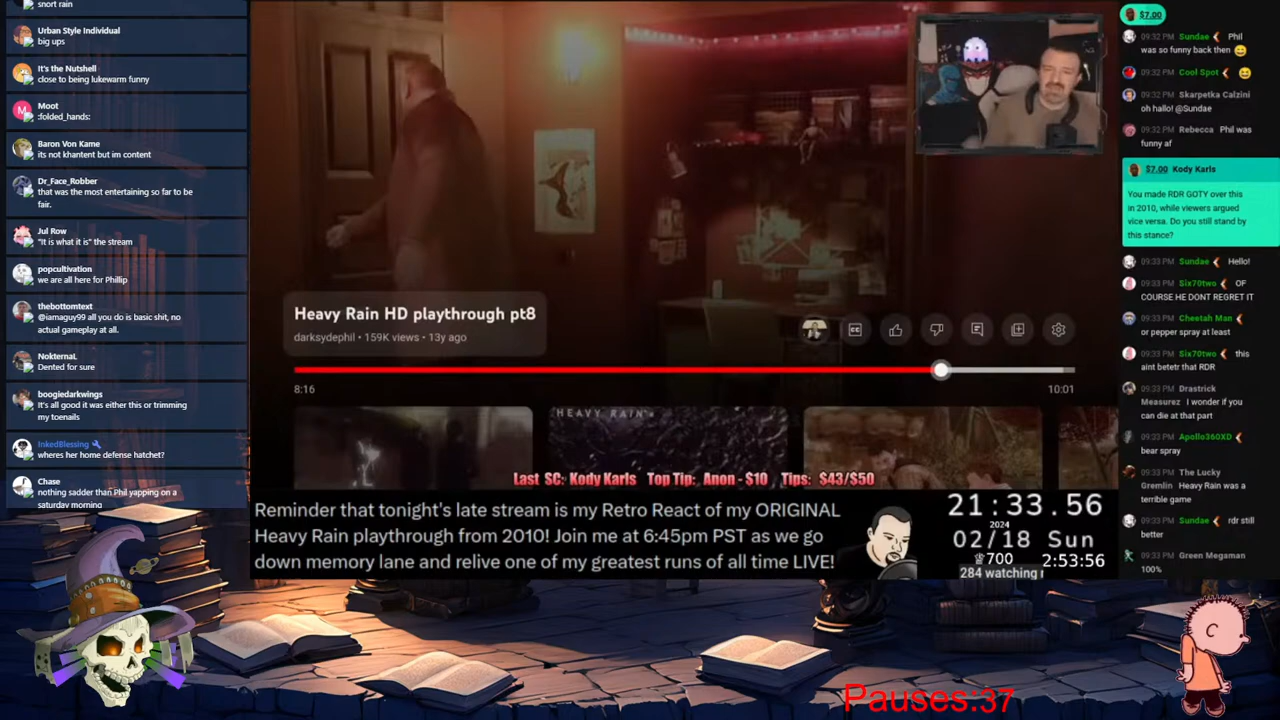 snort rain
Urban Style Individual
big ups
It's the Nutshell
close to being lukewarm funny
M
Moot
:folded_hands:
Baron Von Kame
its not khantent but im content
Dr_Face_Robber
that was the most entertaining so far to be
fair.
Jul Row
"It is what it is" the stream
popcultivation
we are all here for Phillip
thebottomtext
@iamaguy99 all you do is basic shit, no
actual gameplay at all.
NokternaL
Dented for sure
boogiedarkwings
It's all good it was either this or trimming
my toenails
InkedBlessing
wheres her home defense hatchet?
Chase
nothing sadder than Phil yapping on a
saturday morning
Heavy Rain HD playthrough pt8
darksydephil • 159K views • 13y ago
CC
8:16
10:01
HEAVY RAIN
Last SC: Kody Karls Top Tip: Anon - $10 Tips: $43/$50
Reminder that tonight's late stream is my Retro React of my ORIGINAL
Heavy Rain playthrough from 2010! Join me at 6:45pm PST as we go
down memory lane and relive one of my greatest runs of all time LIVE!
21:33.56
2024
02/18 Sun
700
2:53:56
284 watching
$7.00
09:32 PM Sundae Phil
was so funny back then
09:32 PM Cool Spot
09:32 PM Skarpetka Calzini
oh hallo! @Sundae
09:32 PM Rebecca Phil was
funny af
$7.00 Kody Karls
You made RDR GOTY over this
in 2010, while viewers argued
vice versa. Do you still stand by
this stance?
09:33 PM Sundae Hello!
09:33 PM Six70two OF
COURSE HE DONT REGRET IT
09:33 PM Cheetah Man
or pepper spray at least
09:33 PM Six70two this
aint betetr that RDR
09:33 PM Drastrick
Measurez I wonder if you
can die at that part
09:33 PM Apollo360XD
bear spray
09:33 PM The Lucky
Gremlin Heavy Rain was a
terrible game
09:33 PM Sundae rdr still
better
09:33 PM Green Megaman
100%
Pauses:37